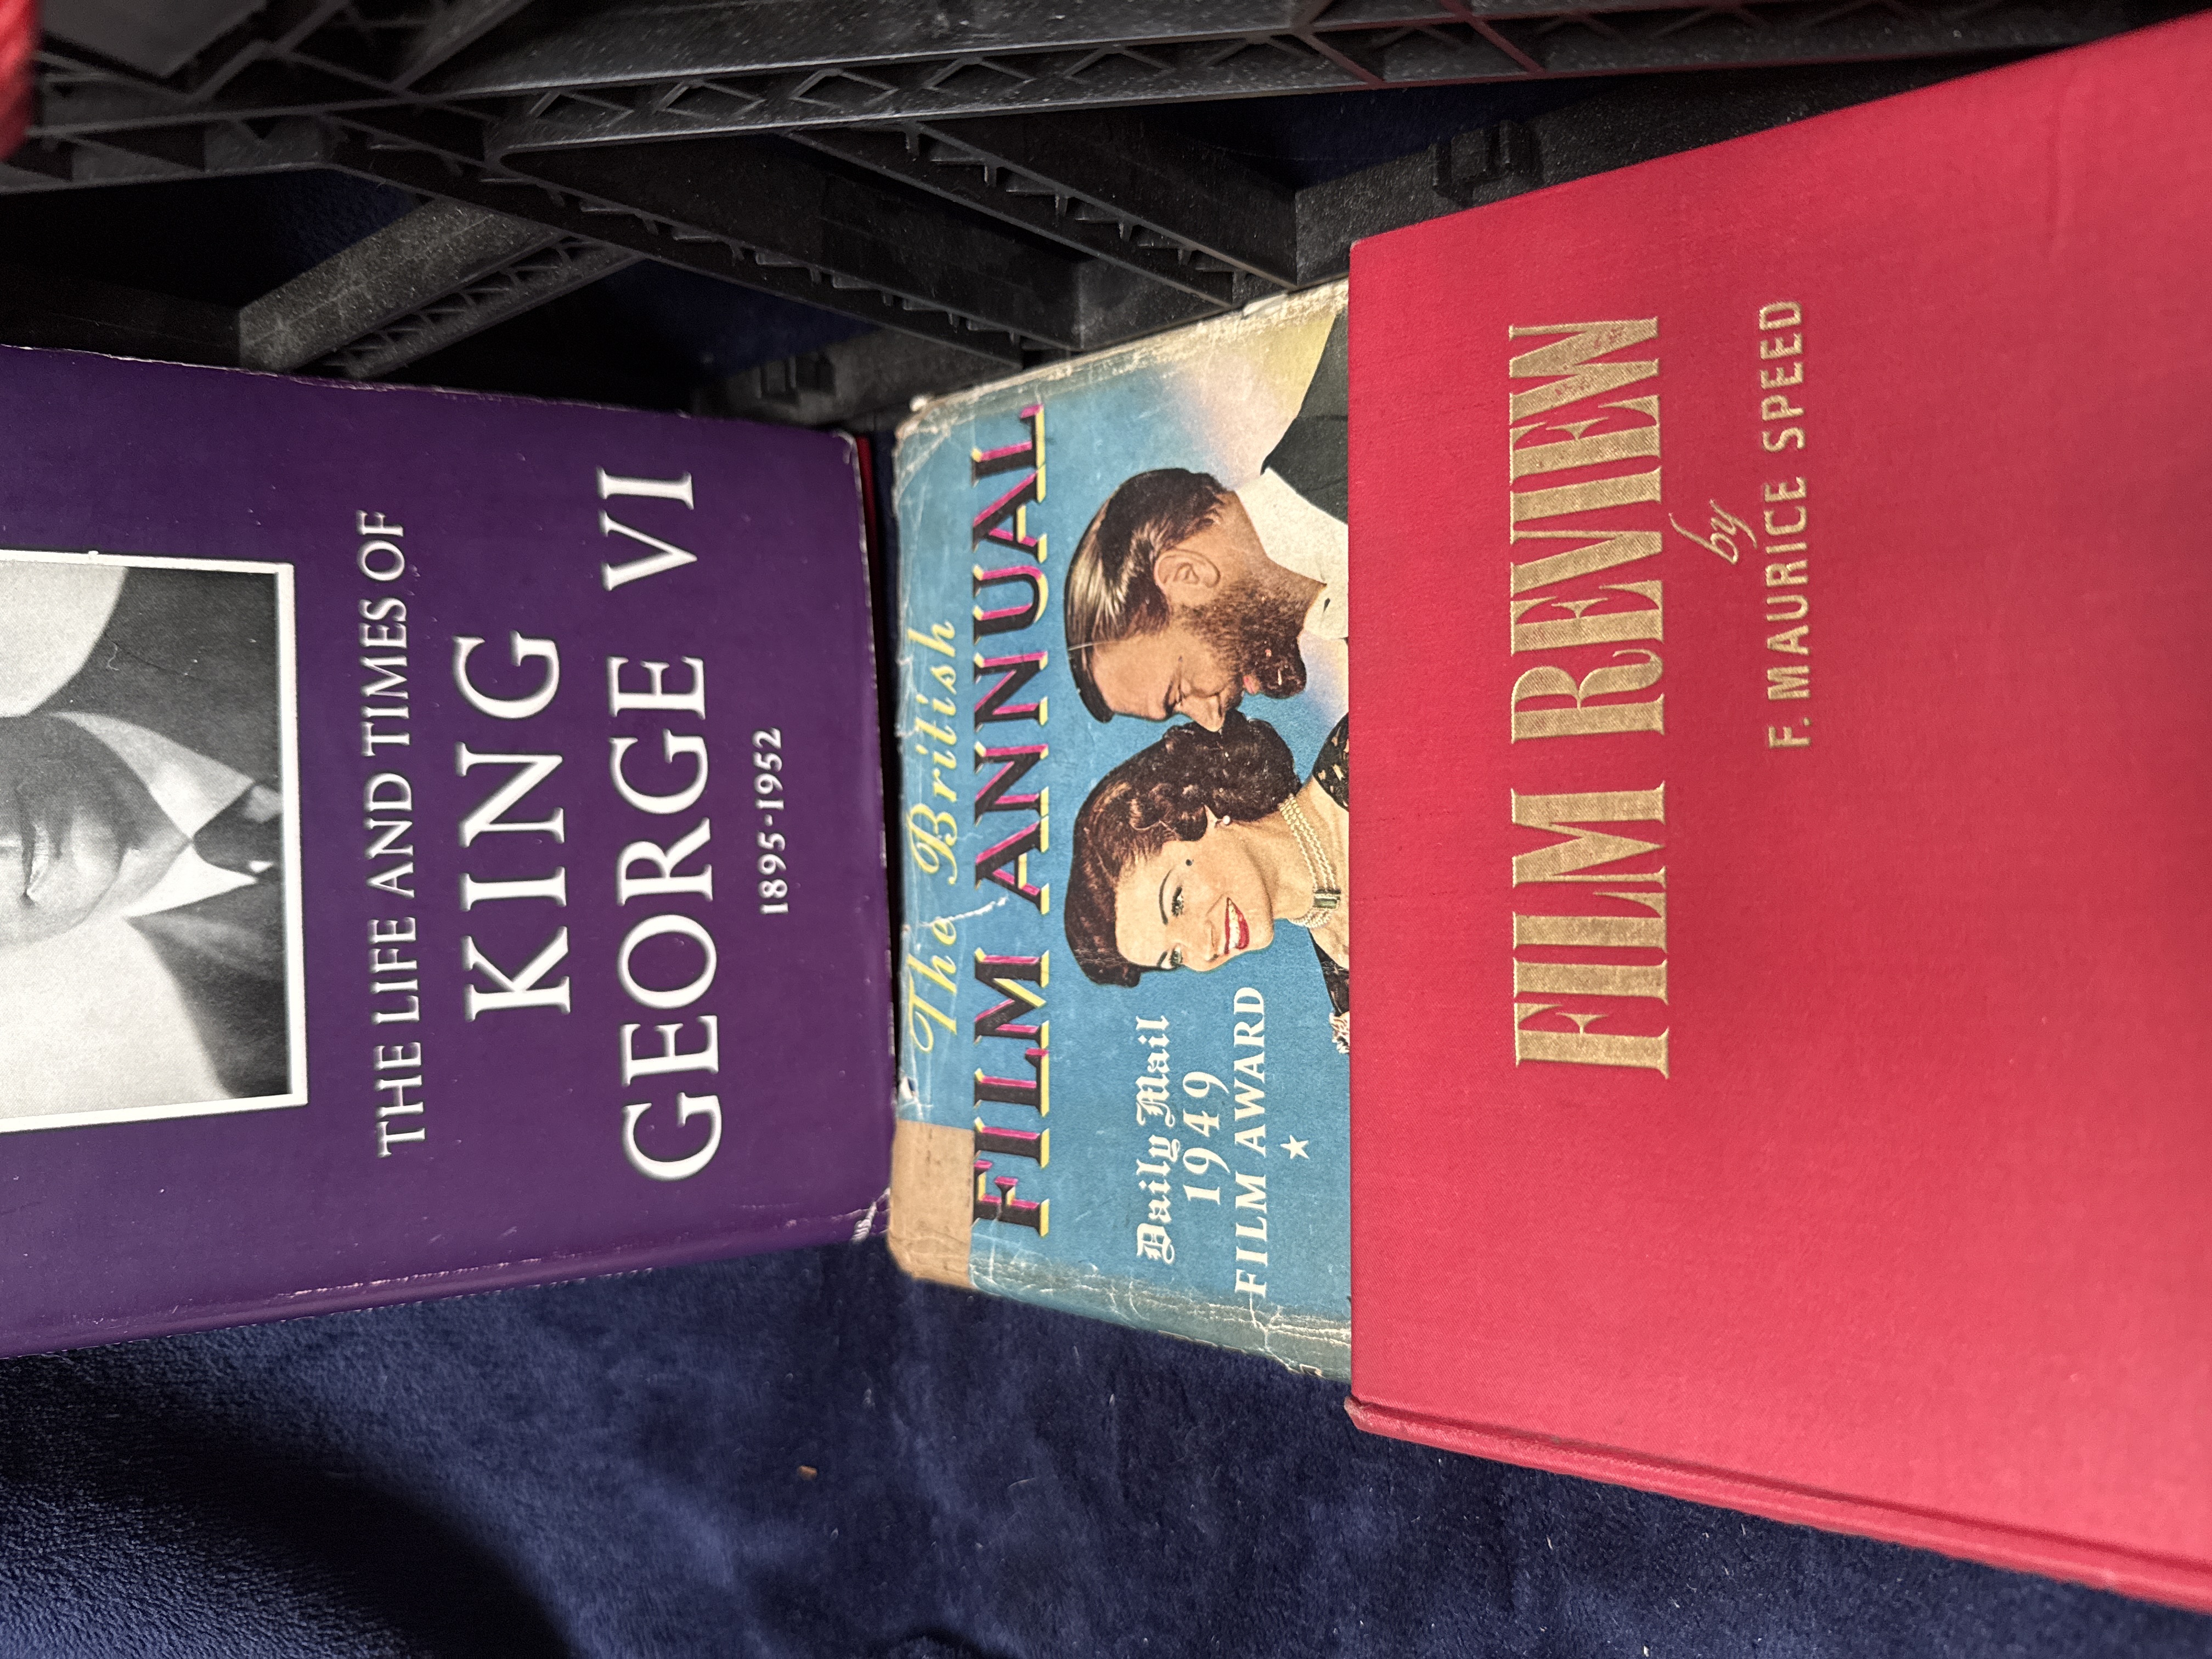 THE LIFE AND TIMES OF
KING
GEORGE VI
1895-1952
The British
FILM ANNUAL
Daily Mail
1949
FILM AWARD
FILM REVIEW
by
F. MAURICE SPEED